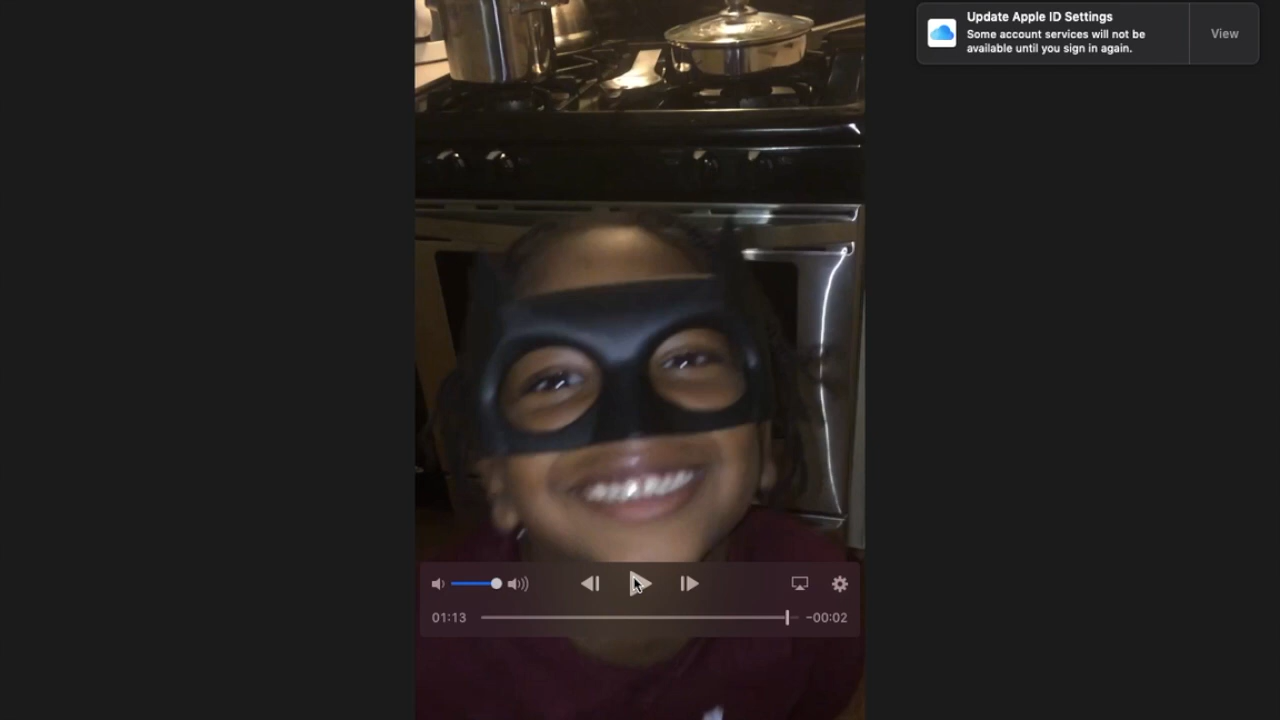 Update Apple ID Settings
Some account services will not be
available until you sign in again.
View
01:13
-00:02